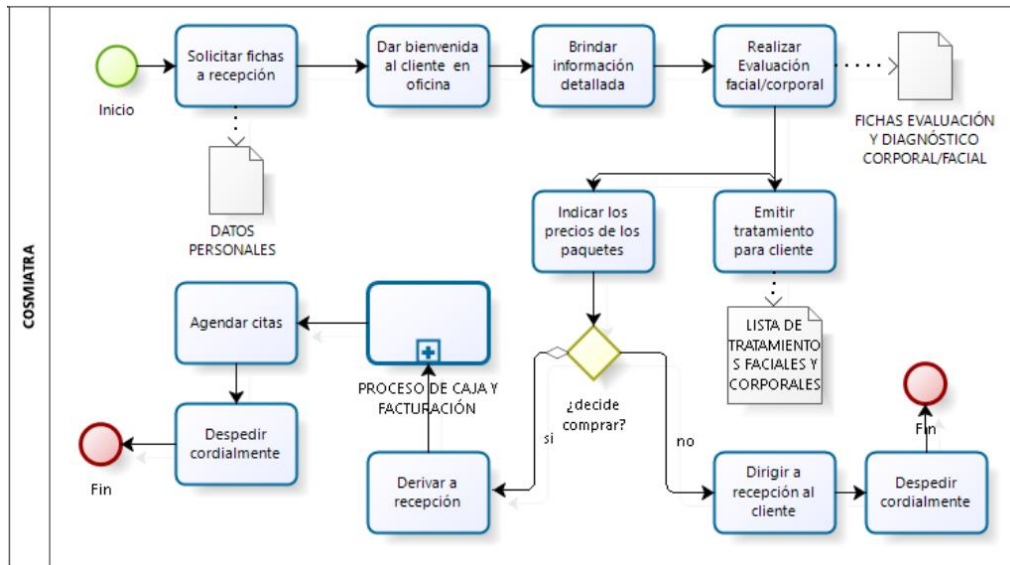 COSMIATRA
Inicio
Solicitar fichas
a recepción
Dar bienvenida
al cliente en
oficina
Brindar
información
detallada
Realizar
Evaluación
facial/corporal
FICHAS EVALUACIÓN
Y DIAGNÓSTICO
CORPORAL/FACIAL
DATOS
PERSONALES
Indicar los
precios de los
paquetes
Emitir
tratamiento
para cliente
LISTA DE
TRATAMIENTO
S FACIALES Y
CORPORALES
Agendar citas
PROCESO DE CAJA Y
FACTURACIÓN
¿decide
comprar?
si
no
Despedir
cordialmente
Fin
Derivar a
recepción
Dirigir a
recepción al
cliente
Despedir
cordialmente
Fin